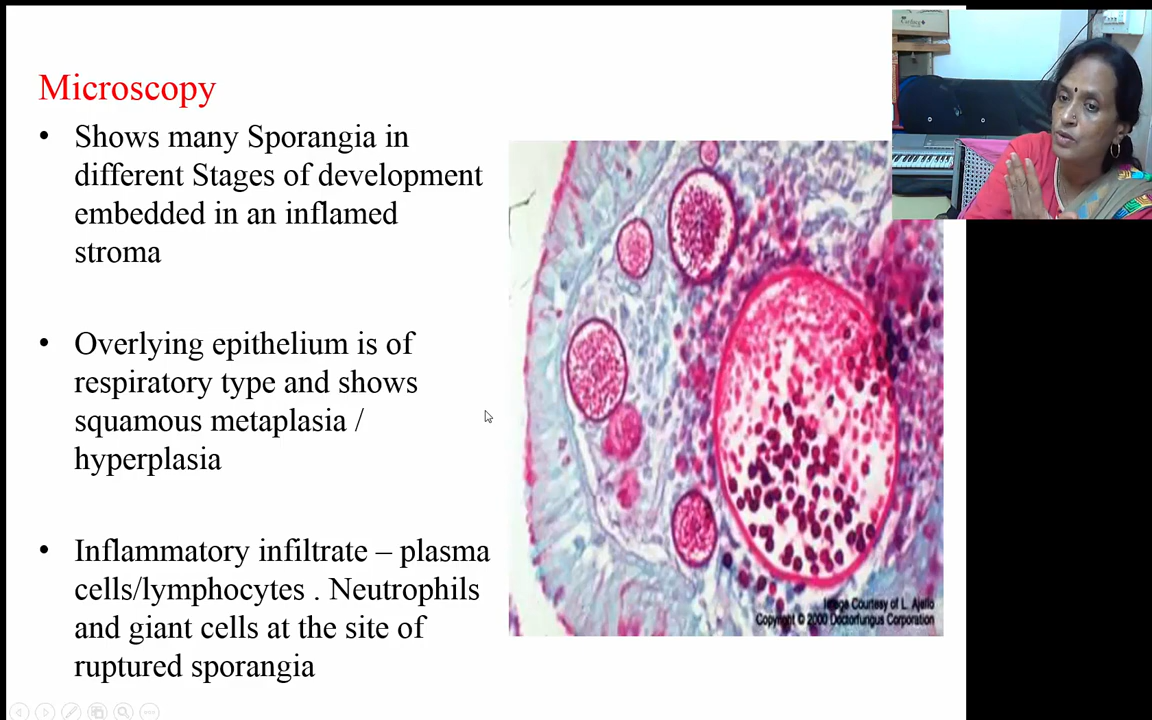 Microscopy
• Shows many Sporangia in
different Stages of development
embedded in an inflamed
stroma
• Overlying epithelium is of
respiratory type and shows
squamous metaplasia /
hyperplasia
• Inflammatory infiltrate – plasma
cells/lymphocytes . Neutrophils
and giant cells at the site of
ruptured sporangia
Image Courtesy of L. Ajello
Copyright © 2000 Doctorfungus Corporation